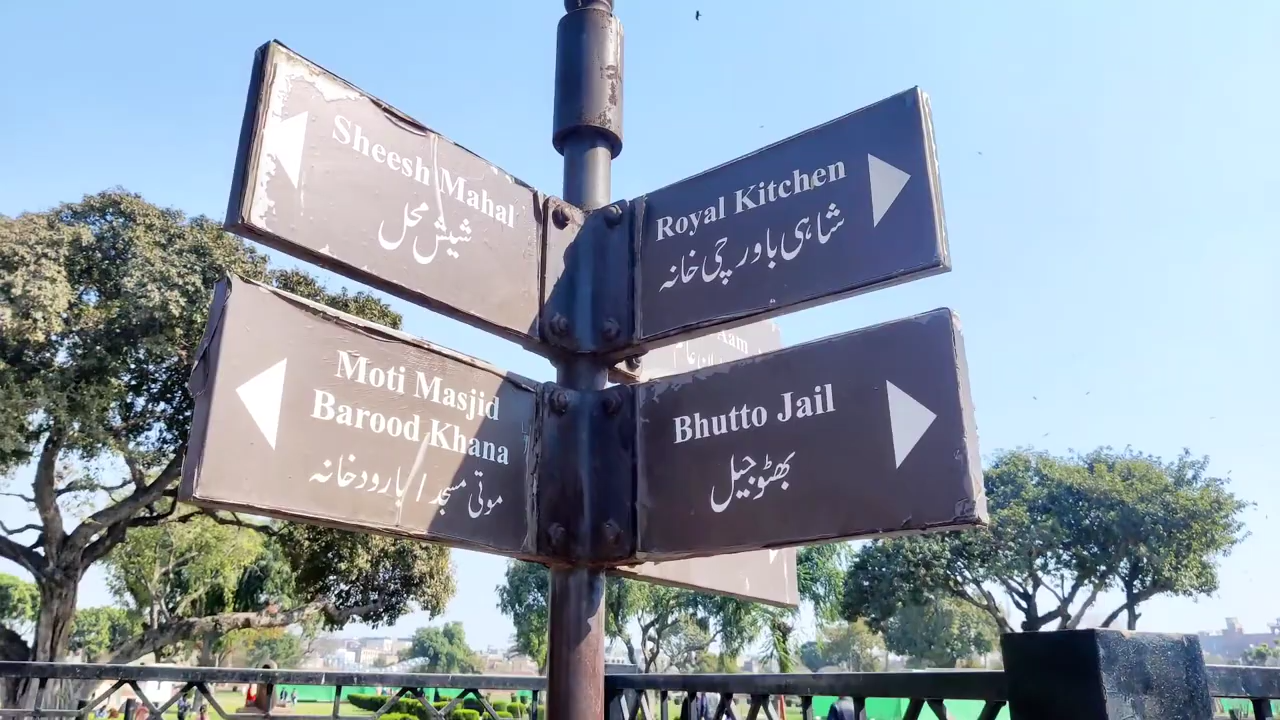 Sheesh Mahal
شیش محل
Royal Kitchen
شاہی باورچی خانہ
Moti Masjid
Barood Khana
موتی مسجد / بارود خانہ
Bhutto Jail
بھٹو جیل
Aam